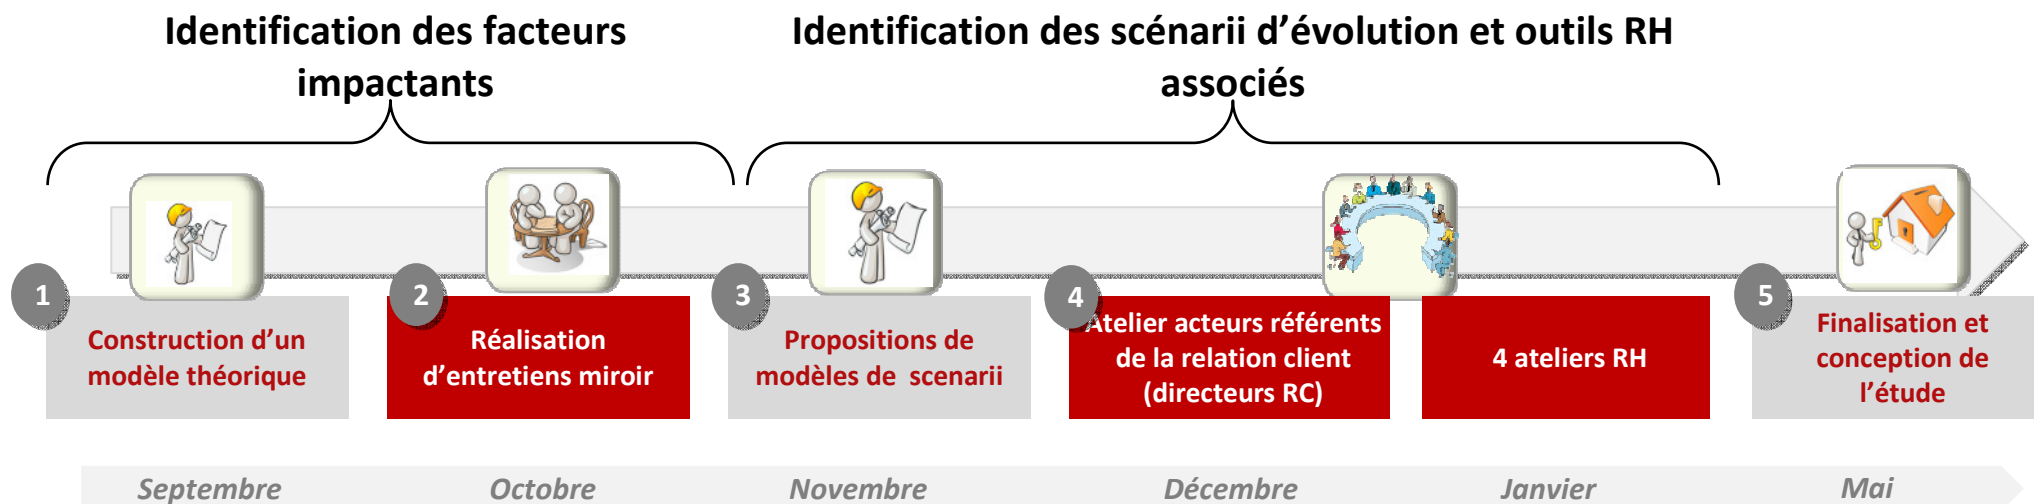 Identification des facteurs
impactants
Identification des scénarii d’évolution et outils RH
associés
1
Construction d’un
modèle théorique
2
Réalisation
d’entretiens miroir
3
Propositions de
modèles de scenarii
4
Atelier acteurs référents
de la relation client
(directeurs RC)
4 ateliers RH
5
Finalisation et
conception de
l’étude
Septembre
Octobre
Novembre
Décembre
Janvier
Mai